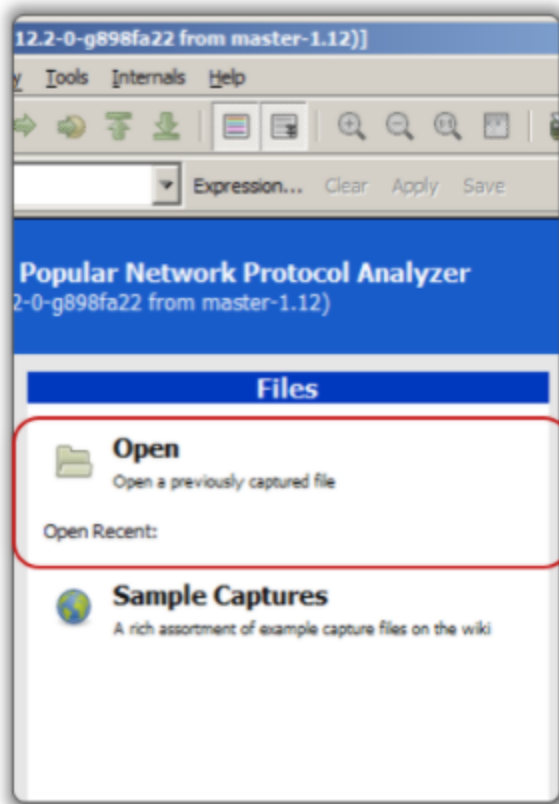 12.2-0-g898fa22 from master-1.12)]
y Tools Internals Help
Expression... Clear Apply Save
Popular Network Protocol Analyzer
2-0-g898fa22 from master-1.12)
Files
Open
Open a previously captured file
Open Recent:
Sample Captures
A rich assortment of example capture files on the wiki